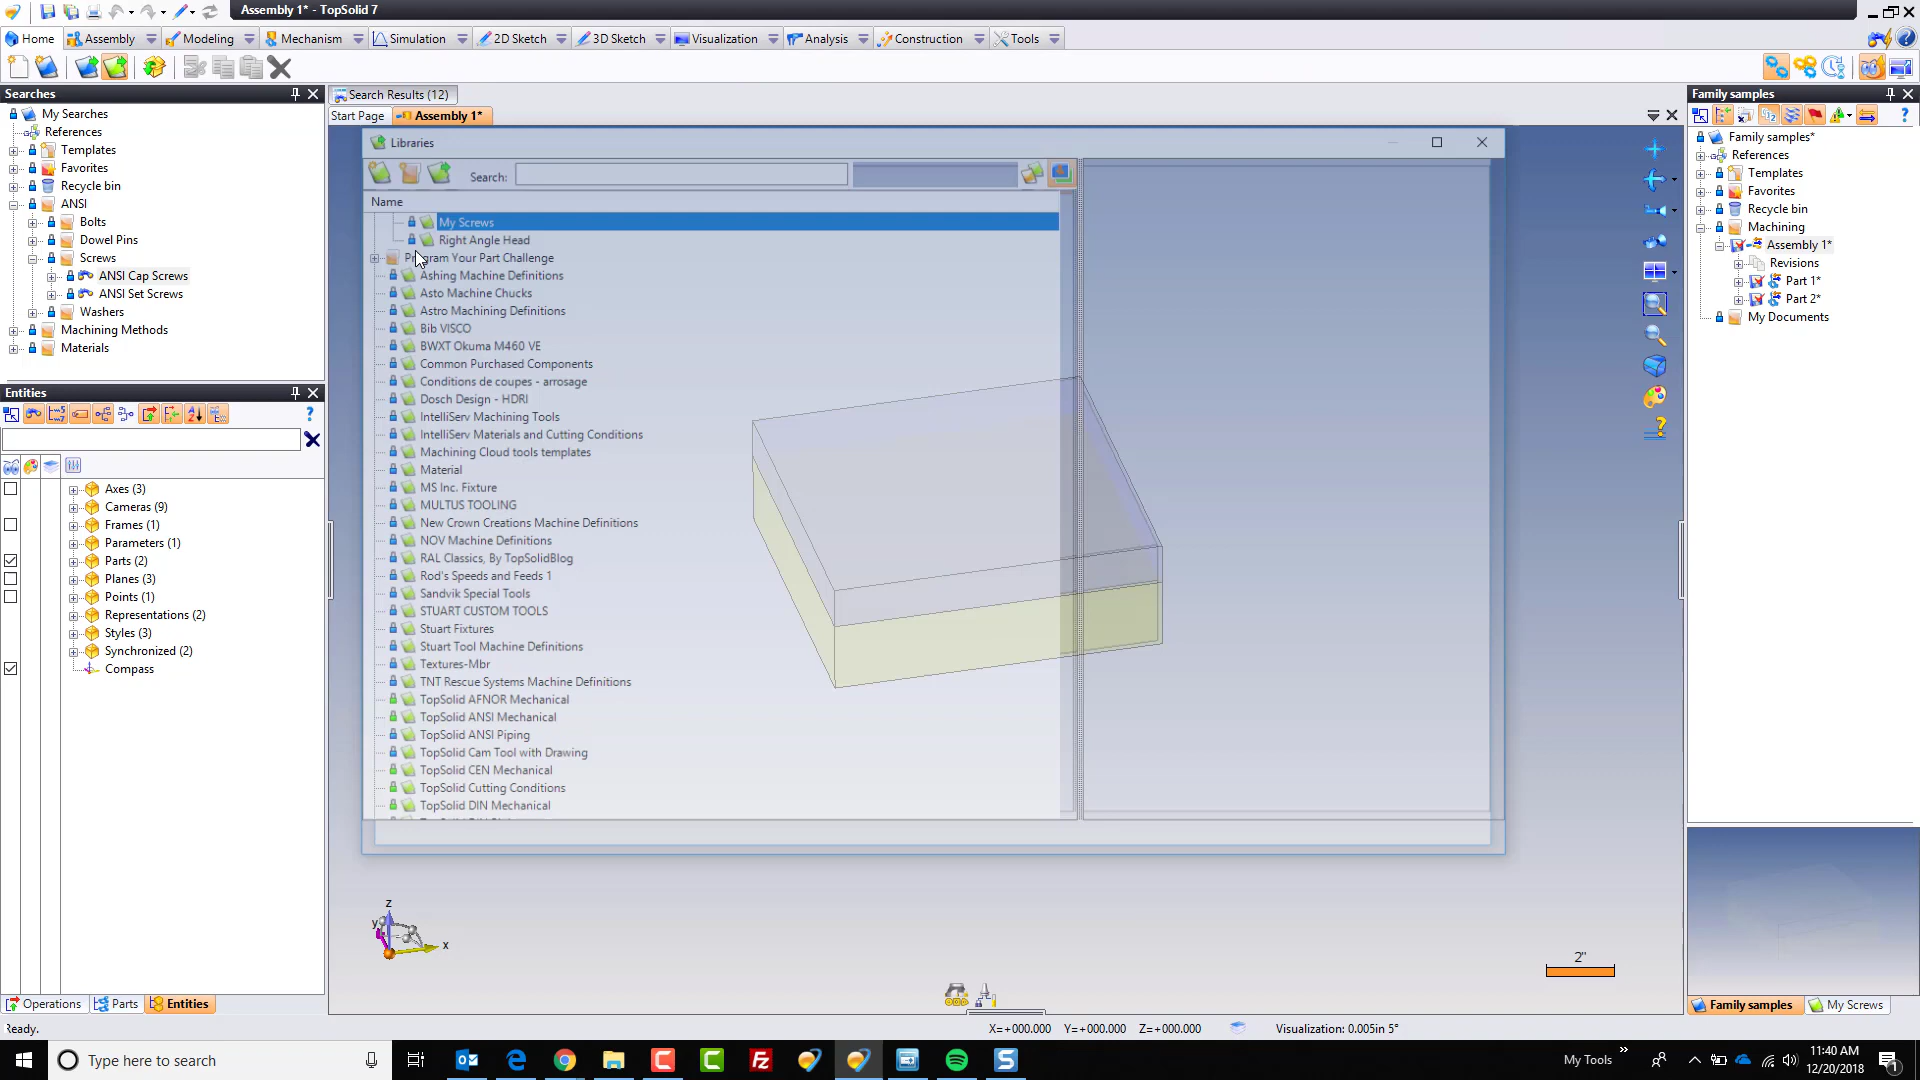 Assembly 1* - TopSolid 7
Home Assembly Modeling Mechanism Simulation 2D Sketch 3D Sketch Visualization Analysis Construction Tools
Searches
My Searches
References
Templates
Favorites
Recycle bin
ANSI
Bolts
Dowel Pins
Screws
ANSI Cap Screws
ANSI Set Screws
Washers
Machining Methods
Materials
Entities
Axes (3)
Cameras (9)
Frames (1)
Parameters (1)
Parts (2)
Planes (3)
Points (1)
Representations (2)
Styles (3)
Synchronized (2)
Compass
Operations Parts Entities
Search Results (12)
Start Page Assembly 1*
Libraries
Search:
Name
My Screws
Right Angle Head
Program Your Part Challenge
Ashing Machine Definitions
Asto Machine Chucks
Astro Machining Definitions
Bib VISCO
BWXT Okuma M460 VE
Common Purchased Components
Conditions de coupes - arrosage
Dosch Design - HDRI
IntelliServ Machining Tools
IntelliServ Materials and Cutting Conditions
Machining Cloud tools templates
Material
MS Inc. Fixture
MULTUS TOOLING
New Crown Creations Machine Definitions
NOV Machine Definitions
RAL Classics, By TopSolidBlog
Rod's Speeds and Feeds 1
Sandvik Special Tools
STUART CUSTOM TOOLS
Stuart Fixtures
Stuart Tool Machine Definitions
Textures-Mbr
TNT Rescue Systems Machine Definitions
TopSolid AFNOR Mechanical
TopSolid ANSI Mechanical
TopSolid ANSI Piping
TopSolid Cam Tool with Drawing
TopSolid CEN Mechanical
TopSolid Cutting Conditions
TopSolid DIN Mechanical
z
y
x
2"
Family samples
Family samples*
References
Templates
Favorites
Recycle bin
Machining
Assembly 1*
Revisions
Part 1*
Part 2*
My Documents
Family samples My Screws
Ready.
X=+000.000 Y=+000.000 Z=+000.000 Visualization: 0.005in 5°
Type here to search
My Tools
11:40 AM
12/20/2018